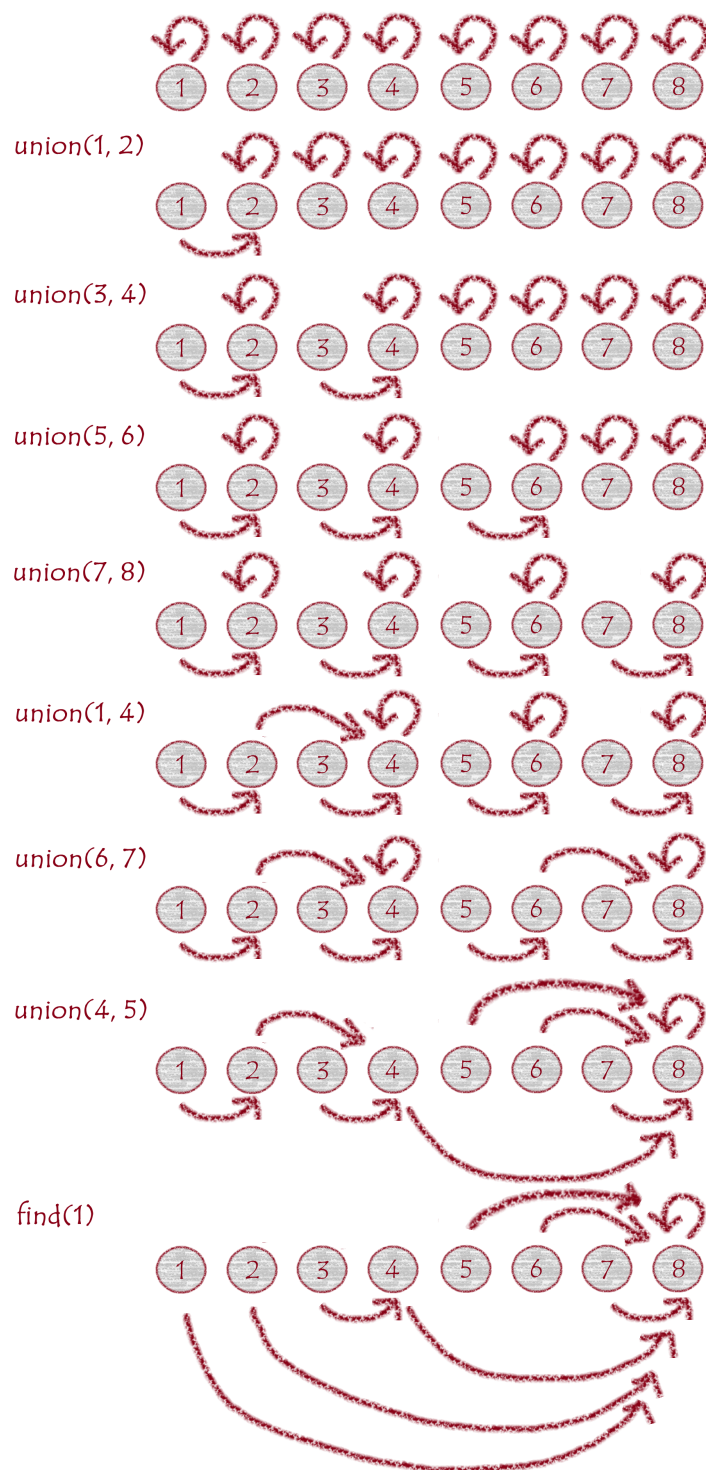 1 2 3 4 5 6 7 8
union(1, 2)
1 2 3 4 5 6 7 8
union(3, 4)
1 2 3 4 5 6 7 8
union(5, 6)
1 2 3 4 5 6 7 8
union(7, 8)
1 2 3 4 5 6 7 8
union(1, 4)
1 2 3 4 5 6 7 8
union(6, 7)
1 2 3 4 5 6 7 8
union(4, 5)
1 2 3 4 5 6 7 8
find(1)
1 2 3 4 5 6 7 8